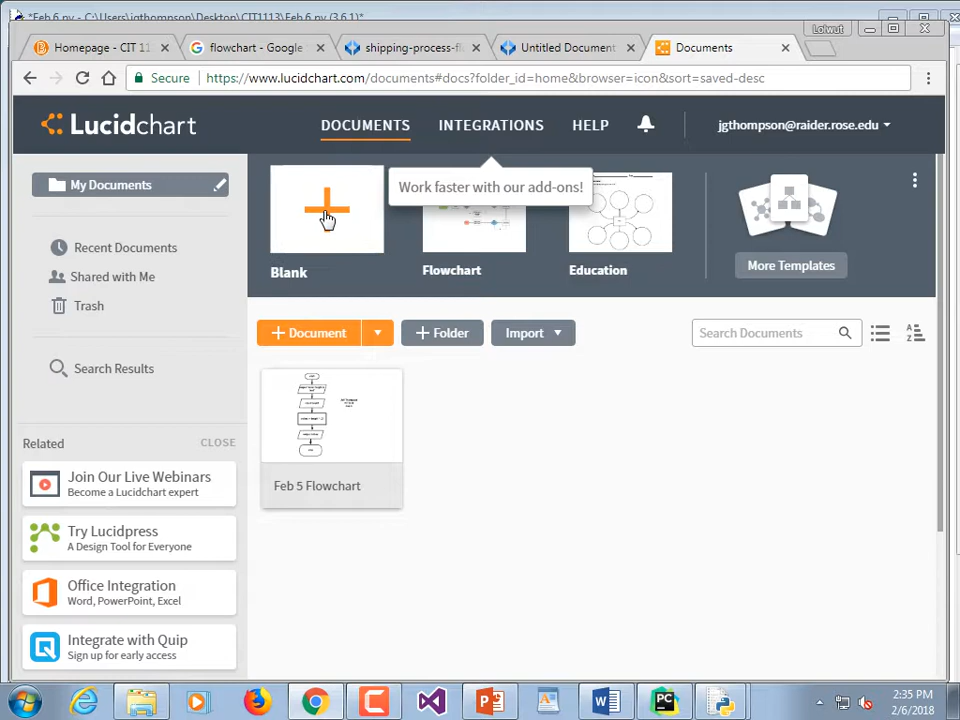 *Feb 6.py - C:\Users\jgthompson\Desktop\CIT1113\Feb 6.py (3.6.1)*
Lolwut
Homepage - CIT 11
flowchart - Google
shipping-process-fl
Untitled Document
Documents
Secure
https://www.lucidchart.com/documents#docs?folder_id=home&browser=icon&sort=saved-desc
Lucidchart
DOCUMENTS
INTEGRATIONS
HELP
jgthompson@raider.rose.edu
My Documents
Work faster with our add-ons!
Recent Documents
Shared with Me
Trash
Search Results
Blank
Flowchart
Education
More Templates
+ Document
+ Folder
Import
Search Documents
A
Z
Feb 5 Flowchart
Related
CLOSE
Join Our Live Webinars
Become a Lucidchart expert
Try Lucidpress
A Design Tool for Everyone
Office Integration
Word, PowerPoint, Excel
Integrate with Quip
Sign up for early access
2:35 PM
2/6/2018